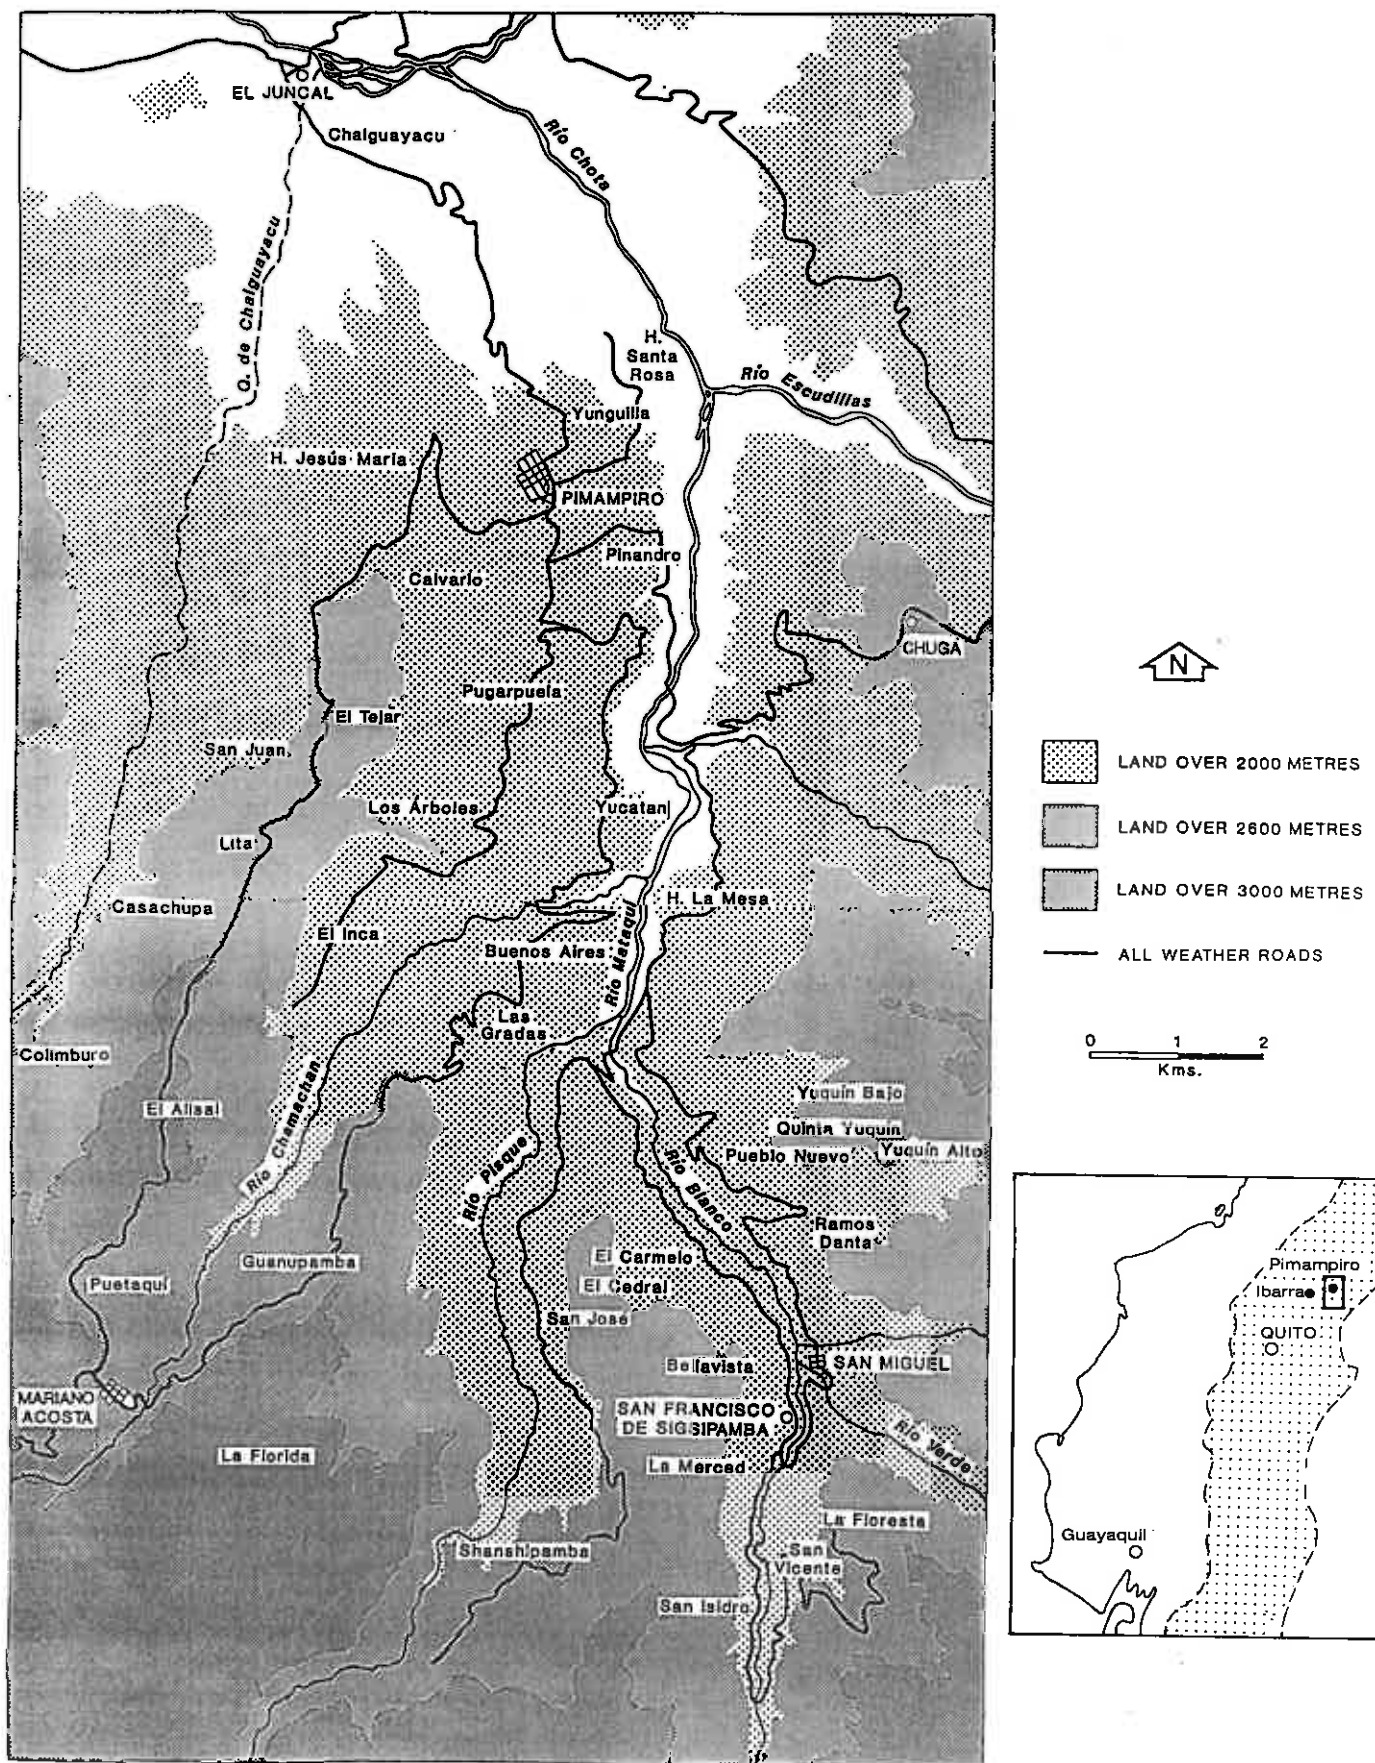 EL JUNCAL
Chalguayacu
Río Chota
Q. de Chalguayacu
H.
Santa
Rosa
Río Escudillas
Yunguilla
H. Jesús María
PIMAMPIRO
Pinandro
Calvario
CHUGÁ
Pugarpuela
El Tejar
San Juan
Los Árboles
Yucatan
Lita
H. La Mesa
Casachupa
El Inca
Buenos Aires
Río Mataquí
Las
Gradas
Colimburo
El Alisal
Río Chamachan
Río Pisque
Río Blanco
Yuquín Bajo
Quinta Yuquín
Pueblo Nuevo
Yuquín Alto
Ramos
Danta
Guanupamba
Puetaquí
El Carmelo
El Cedral
San José
Bellavista
SAN MIGUEL
MARIANO
ACOSTA
SAN FRANCISCO
DE SIGSIPAMBA
La Florida
La Merced
Río Verde
La Floresta
Shanshipamba
San
Vicente
San Isidro
N
LAND OVER 2000 METRES
LAND OVER 2600 METRES
LAND OVER 3000 METRES
ALL WEATHER ROADS
0 1 2
Kms.
Pimampiro
Ibarra
QUITO
Guayaquil